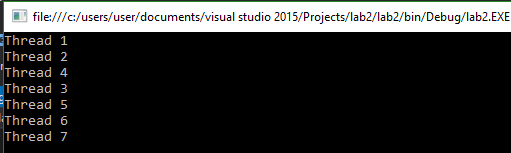 file:///c:/users/user/documents/visual studio 2015/Projects/lab2/lab2/bin/Debug/lab2.EXE
Thread 1
Thread 2
Thread 4
Thread 3
Thread 5
Thread 6
Thread 7